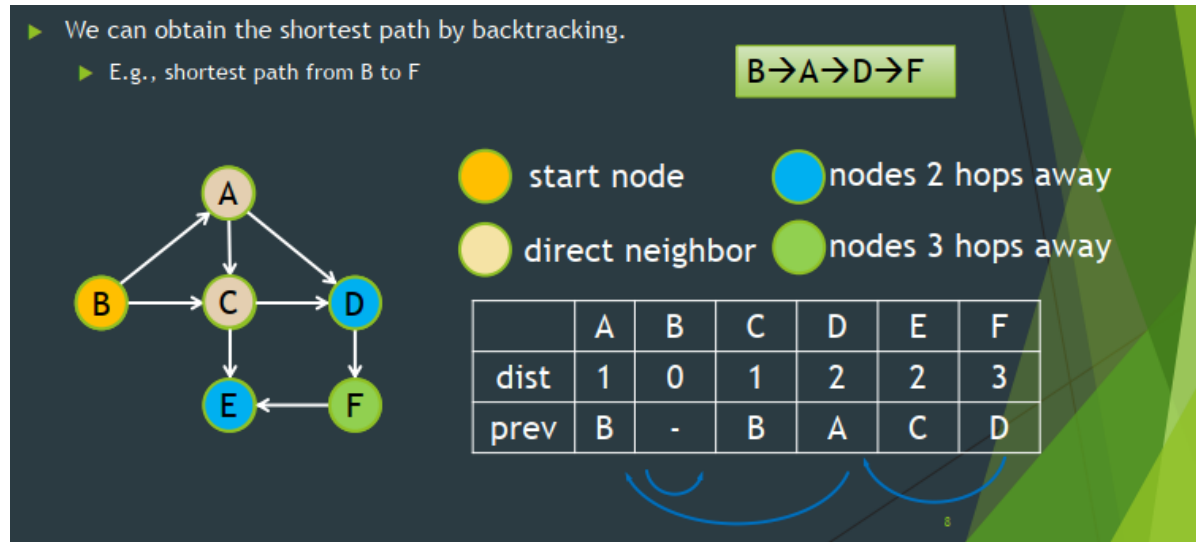 We can obtain the shortest path by backtracking.
E.g., shortest path from B to F
B→A→D→F
start node
nodes 2 hops away
direct neighbor
nodes 3 hops away
A
B
C
D
E
F
A B C D E F
dist 1 0 1 2 2 3
prev B - B A C D
8